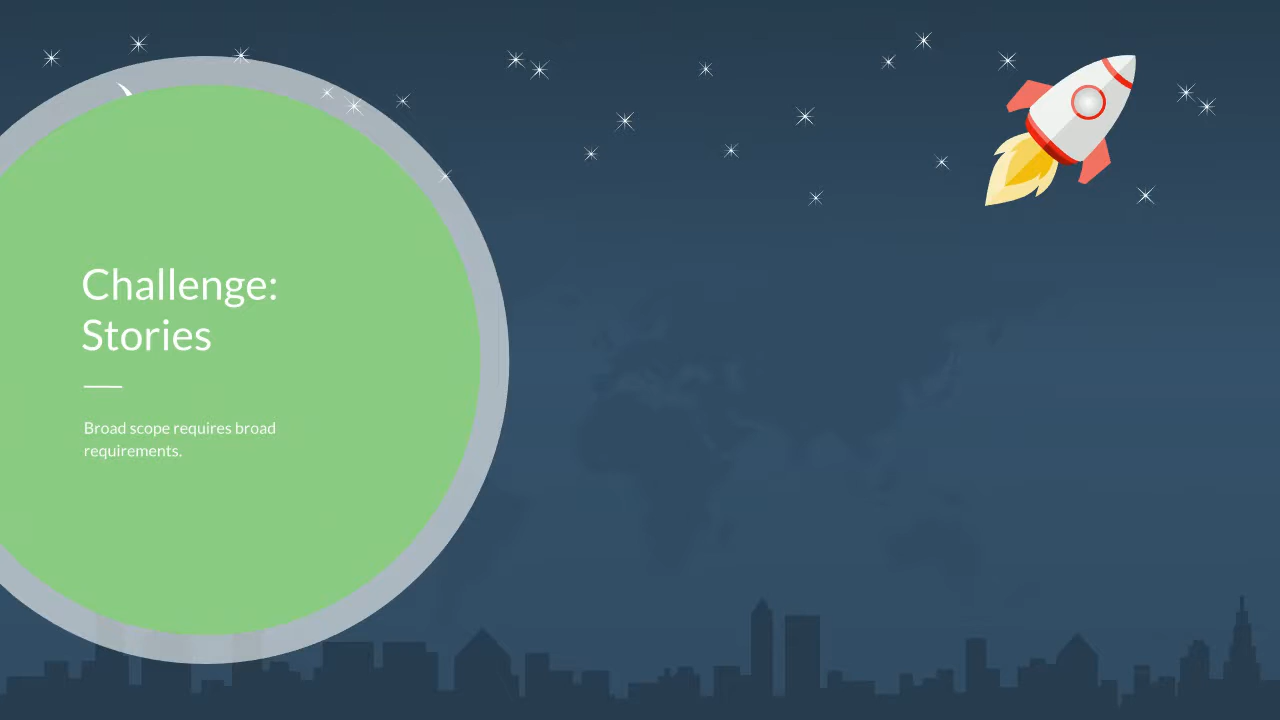 Challenge:
Stories
Broad scope requires broad
requirements.